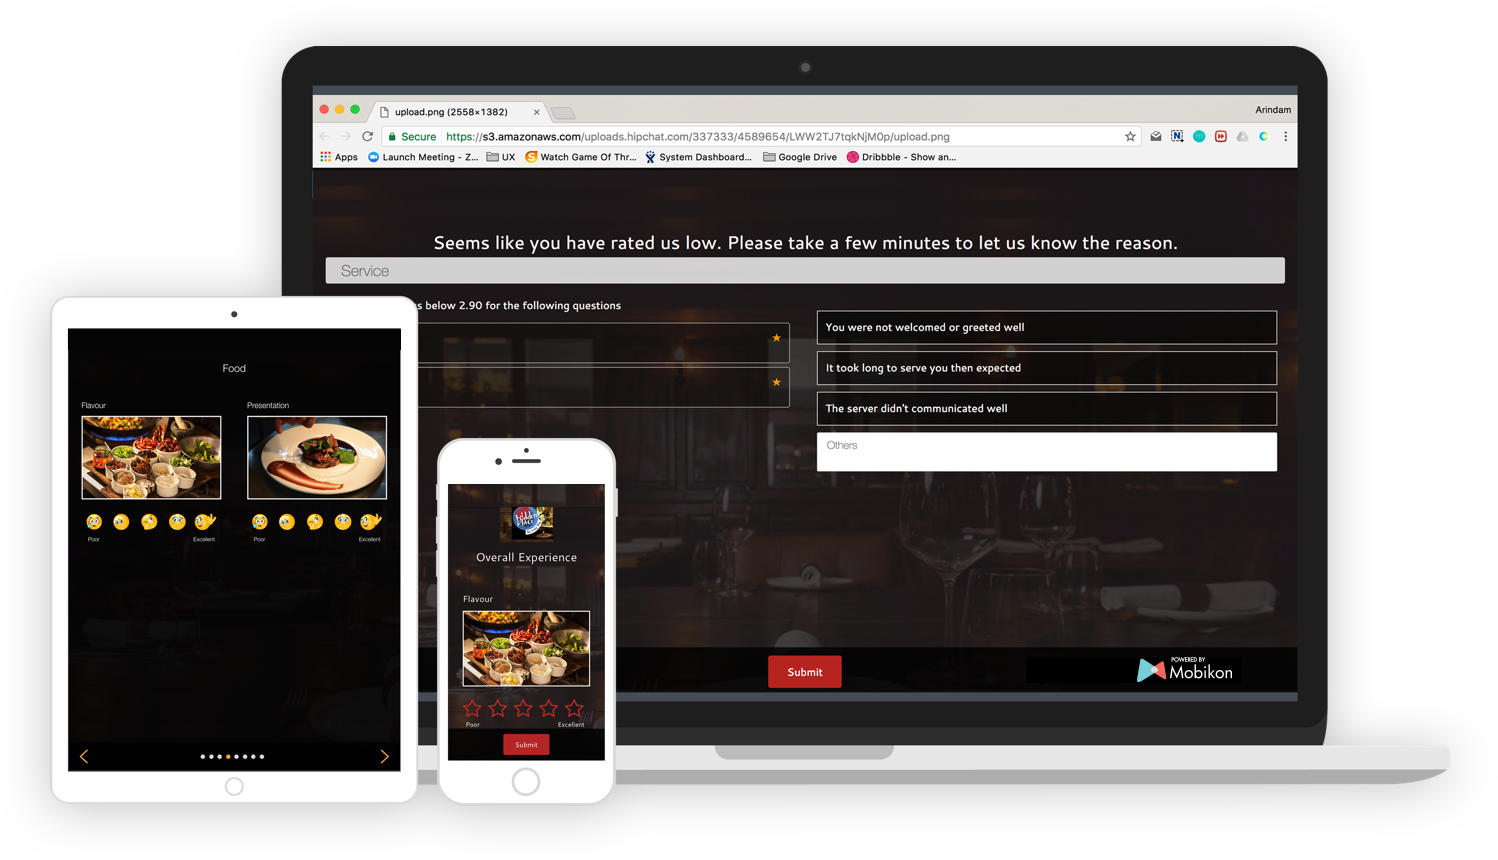 upload.png (2558×1382)
Arindam
Secure https://s3.amazonaws.com/uploads.hipchat.com/337333/4589654/LWW2TJ7tqkNjM0p/upload.png
Apps Launch Meeting - Z... UX Watch Game Of Thr... System Dashboard... Google Drive Dribbble - Show an...
Seems like you have rated us low. Please take a few minutes to let us know the reason.
Service
below 2.90 for the following questions
You were not welcomed or greeted well
It took long to serve you then expected
The server didn't communicated well
Others
Submit
POWERED BY
Mobikon
Food
Flavour Presentation
Poor Excellent Poor Excellent
hidden
Place
Overall Experience
Flavour
Poor Excellent
Submit